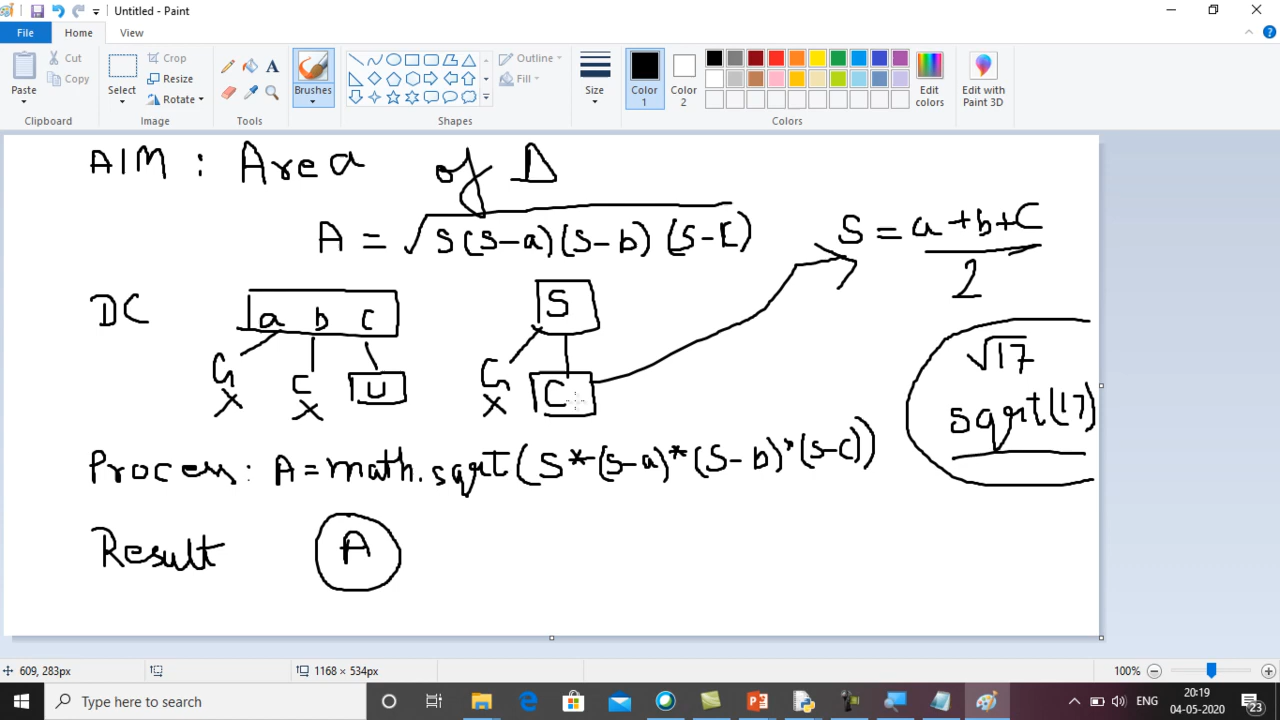 Untitled - Paint
File
Home
View
Paste
Cut
Copy
Clipboard
Select
Crop
Resize
Rotate
Image
A
Tools
Brushes
Shapes
Outline
Fill
Size
Color 1
Color 2
Colors
Edit colors
Edit with Paint 3D
AIM : Area of Δ
A = √S(S-a)(S-b)(S-C)
S = a+b+C
2
DC
a b c
S
G C U
G C
X X
X
√17
sqrt(17)
Process: A = math.sqrt(S*(S-a)*(S-b)*(S-C))
Result A
609, 283px
1168 × 534px
100%
Type here to search
ENG
20:19
04-05-2020
23